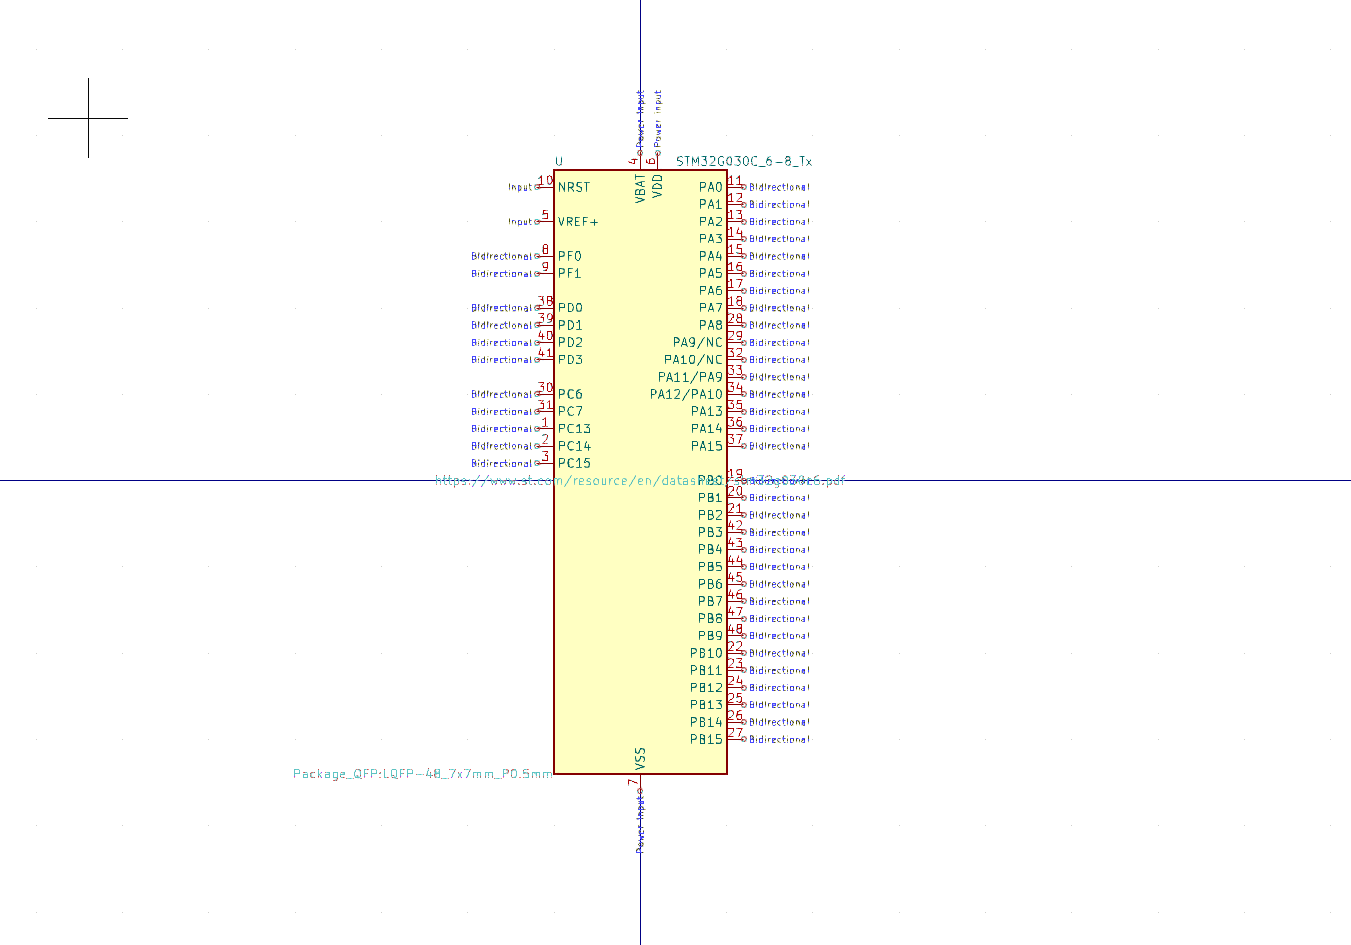 Power Input
Power Input
4
6
U
STM32G030C_6-8_Tx
VBAT
VDD
Input 10 NRST
Input 5 VREF+
Bidirectional 8 PF0
Bidirectional 9 PF1
Bidirectional 38 PD0
Bidirectional 39 PD1
Bidirectional 40 PD2
Bidirectional 41 PD3
Bidirectional 30 PC6
Bidirectional 31 PC7
Bidirectional 1 PC13
Bidirectional 2 PC14
Bidirectional 3 PC15
PA0 11 Bidirectional
PA1 12 Bidirectional
PA2 13 Bidirectional
PA3 14 Bidirectional
PA4 15 Bidirectional
PA5 16 Bidirectional
PA6 17 Bidirectional
PA7 18 Bidirectional
PA8 28 Bidirectional
PA9/NC 29 Bidirectional
PA10/NC 32 Bidirectional
PA11/PA9 33 Bidirectional
PA12/PA10 34 Bidirectional
PA13 35 Bidirectional
PA14 36 Bidirectional
PA15 37 Bidirectional
https://www.st.com/resource/en/datasheet/stm32g030c6.pdf
PB0 19 Bidirectional
PB1 20 Bidirectional
PB2 21 Bidirectional
PB3 42 Bidirectional
PB4 43 Bidirectional
PB5 44 Bidirectional
PB6 45 Bidirectional
PB7 46 Bidirectional
PB8 47 Bidirectional
PB9 48 Bidirectional
PB10 22 Bidirectional
PB11 23 Bidirectional
PB12 24 Bidirectional
PB13 25 Bidirectional
PB14 26 Bidirectional
PB15 27 Bidirectional
VSS
Package_QFP:LQFP-48_7x7mm_P0.5mm
7
Power Input